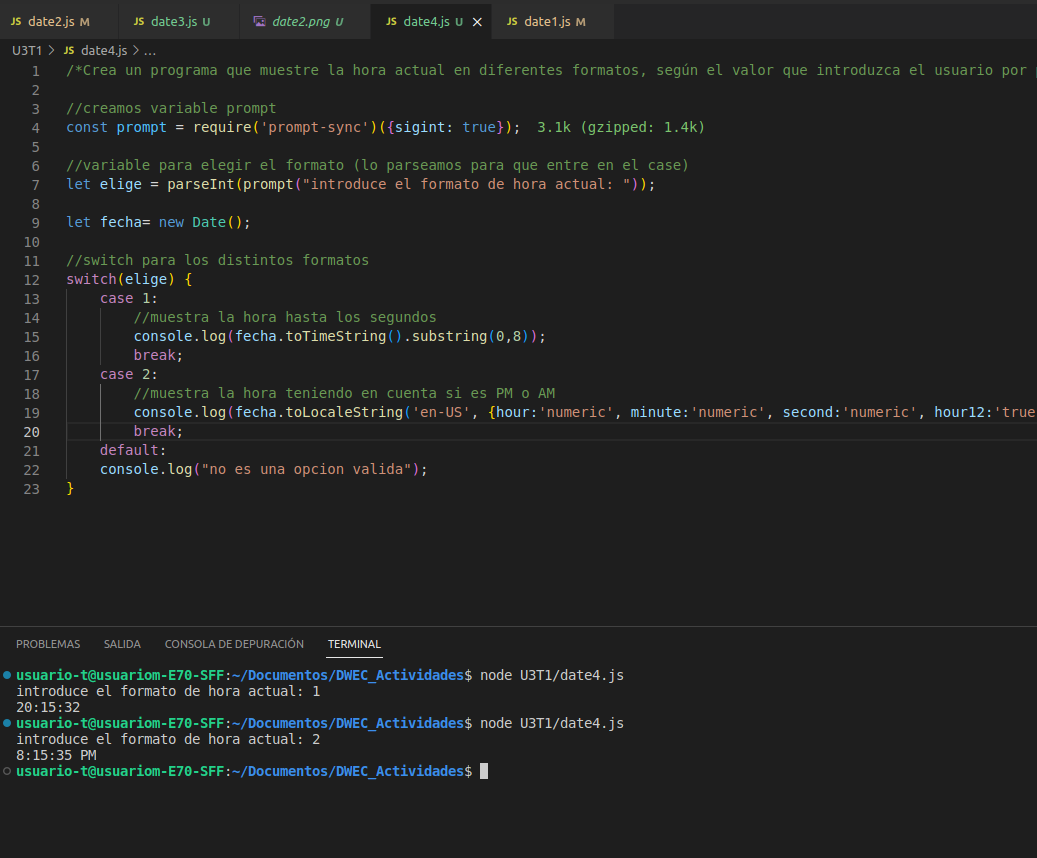 JS date2.js M JS date3.js U date2.png U JS date4.js U × JS date1.js M
U3T1 > JS date4.js > ...
1 /*Crea un programa que muestre la hora actual en diferentes formatos, según el valor que introduzca el usuario por
2
3 //creamos variable prompt
4 const prompt = require('prompt-sync')({sigint: true}); 3.1k (gzipped: 1.4k)
5
6 //variable para elegir el formato (lo parseamos para que entre en el case)
7 let elige = parseInt(prompt("introduce el formato de hora actual: "));
8
9 let fecha= new Date();
10
11 //switch para los distintos formatos
12 switch(elige) {
13 case 1:
14 //muestra la hora hasta los segundos
15 console.log(fecha.toTimeString().substring(0,8));
16 break;
17 case 2:
18 //muestra la hora teniendo en cuenta si es PM o AM
19 console.log(fecha.toLocaleString('en-US', {hour:'numeric', minute:'numeric', second:'numeric', hour12:'true
20 break;
21 default:
22 console.log("no es una opcion valida");
23 }
PROBLEMAS SALIDA CONSOLA DE DEPURACIÓN TERMINAL
usuario-t@usuariom-E70-SFF:~/Documentos/DWEC_Actividades$ node U3T1/date4.js
introduce el formato de hora actual: 1
20:15:32
usuario-t@usuariom-E70-SFF:~/Documentos/DWEC_Actividades$ node U3T1/date4.js
introduce el formato de hora actual: 2
8:15:35 PM
usuario-t@usuariom-E70-SFF:~/Documentos/DWEC_Actividades$